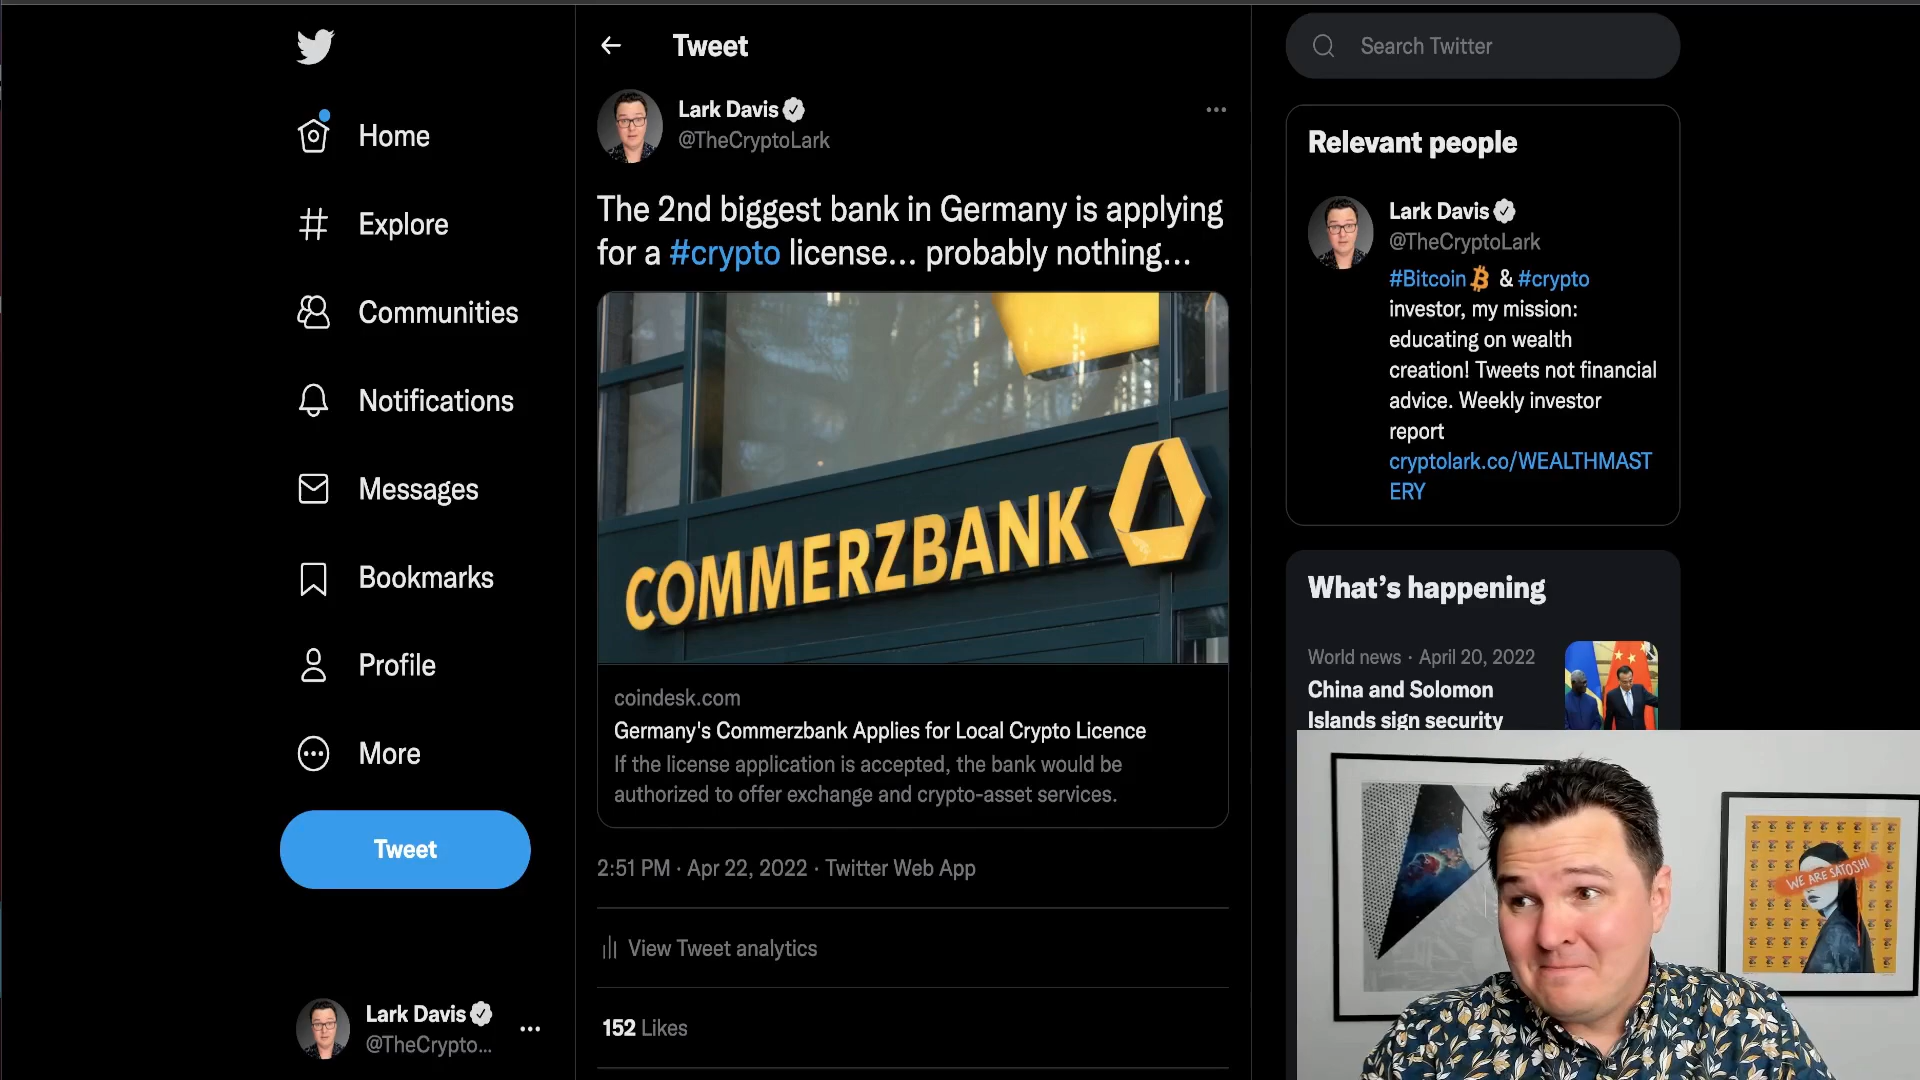 Home
Explore
Communities
Notifications
Messages
Bookmarks
Profile
More
Tweet
Lark Davis
@TheCrypto...
Tweet
Lark Davis
@TheCryptoLark
The 2nd biggest bank in Germany is applying
for a #crypto license... probably nothing...
COMMERZBANK
coindesk.com
Germany's Commerzbank Applies for Local Crypto Licence
If the license application is accepted, the bank would be
authorized to offer exchange and crypto-asset services.
2:51 PM · Apr 22, 2022 · Twitter Web App
View Tweet analytics
152 Likes
Search Twitter
Relevant people
Lark Davis
@TheCryptoLark
#Bitcoin & #crypto
investor, my mission:
educating on wealth
creation! Tweets not financial
advice. Weekly investor
report
cryptolark.co/WEALTHMAST
ERY
What's happening
World news · April 20, 2022
China and Solomon
Islands sign security
WE ARE SATOSHI